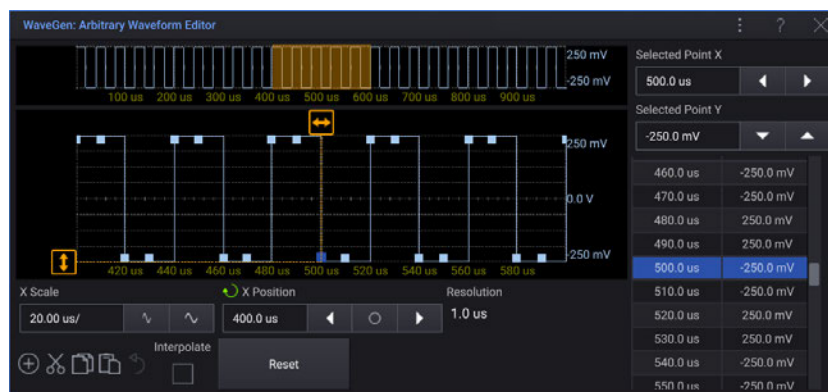 WaveGen: Arbitrary Waveform Editor
?
250 mV
-250 mV
100 us 200 us 300 us 400 us 500 us 600 us 700 us 800 us 900 us
250 mV
0.0 V
-250 mV
420 us 440 us 460 us 480 us 500 us 520 us 540 us 560 us 580 us
X Scale
20.00 us/
X Position
400.0 us
Resolution
1.0 us
Interpolate
Reset
Selected Point X
500.0 us
Selected Point Y
-250.0 mV
460.0 us -250.0 mV
470.0 us -250.0 mV
480.0 us 250.0 mV
490.0 us 250.0 mV
500.0 us -250.0 mV
510.0 us -250.0 mV
520.0 us 250.0 mV
530.0 us 250.0 mV
540.0 us -250.0 mV
550.0 us -250.0 mV